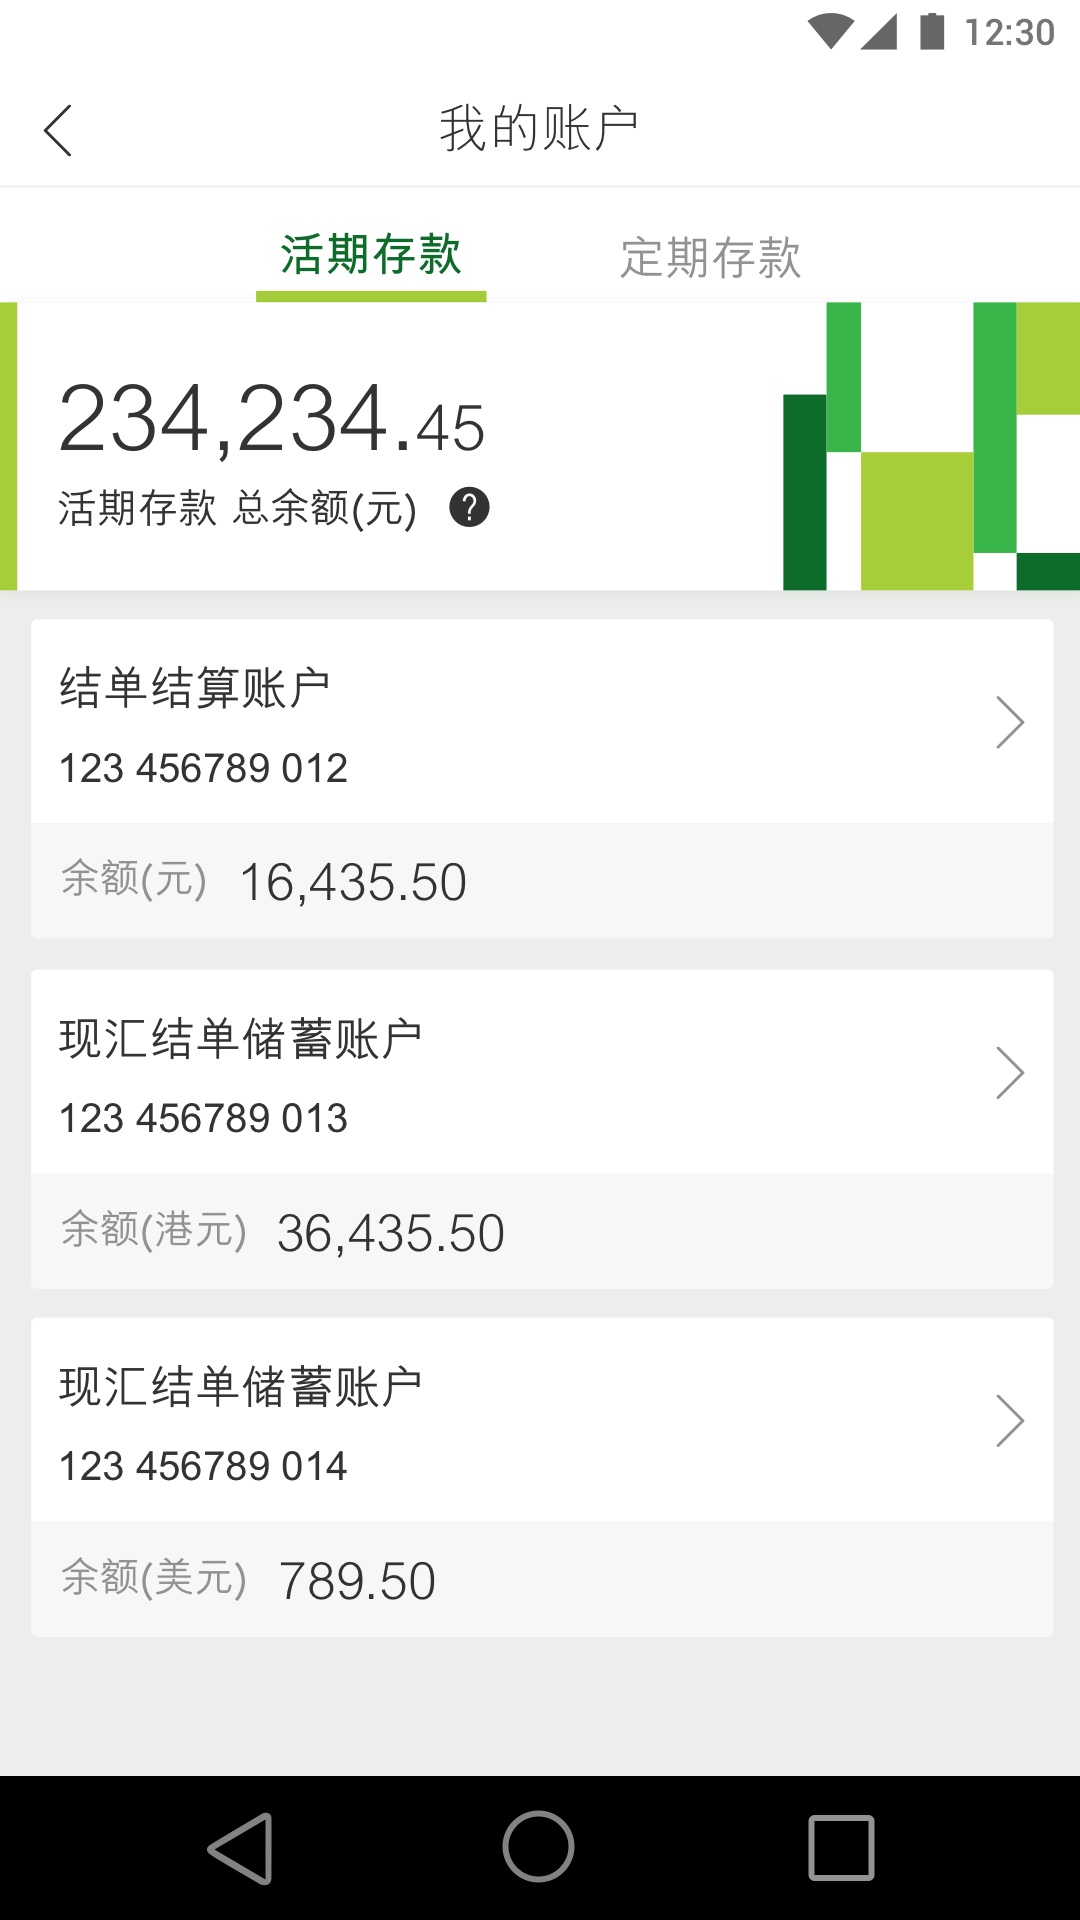 12:30
我的账户
活期存款 定期存款
234,234.45
活期存款 总余额(元) ?
结单结算账户
123 456789 012
余额(元) 16,435.50
现汇结单储蓄账户
123 456789 013
余额(港元) 36,435.50
现汇结单储蓄账户
123 456789 014
余额(美元) 789.50